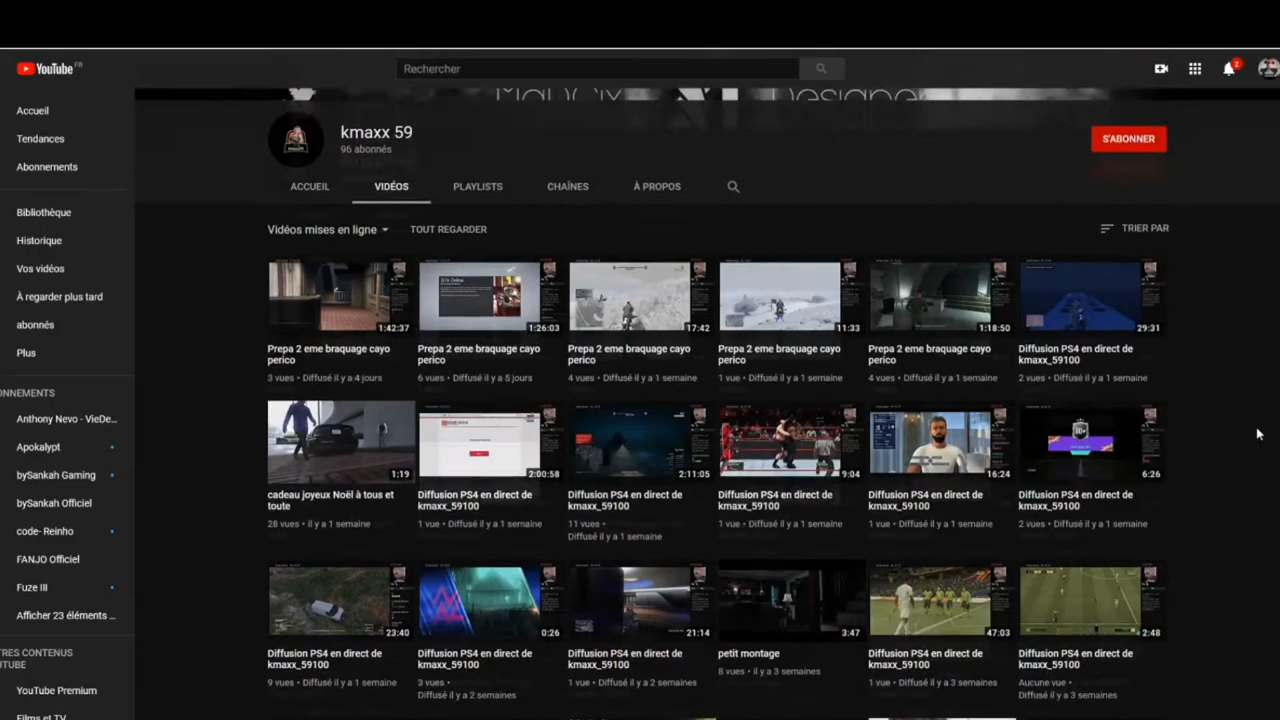 YouTube FR
Rechercher
2
Accueil
Tendances
Abonnements
Bibliothèque
Historique
Vos vidéos
À regarder plus tard
abonnés
Plus
ONNEMENTS
Anthony Nevo - VieDe...
Apokalypt
bySankah Gaming
bySankah Officiel
code- Reinho
FANJO Officiel
Fuze III
Afficher 23 éléments ...
TRES CONTENUS
UTUBE
YouTube Premium
Films et TV
Designer
kmaxx 59
96 abonnés
S'ABONNER
ACCUEIL VIDÉOS PLAYLISTS CHAÎNES À PROPOS
Vidéos mises en ligne TOUT REGARDER TRIER PAR
1:42:37 1:26:03 17:42 11:33 1:18:50 29:31
Prepa 2 eme braquage cayo Prepa 2 eme braquage cayo Prepa 2 eme braquage cayo Prepa 2 eme braquage cayo Prepa 2 eme braquage cayo Diffusion PS4 en direct de
perico perico perico perico perico kmaxx_59100
3 vues • Diffusé il y a 4 jours 6 vues • Diffusé il y a 5 jours 4 vues • Diffusé il y a 1 semaine 1 vue • Diffusé il y a 1 semaine 4 vues • Diffusé il y a 1 semaine 2 vues • Diffusé il y a 1 semaine
1:19 2:00:58 2:11:05 9:04 16:24 6:26
cadeau joyeux Noël à tous et Diffusion PS4 en direct de Diffusion PS4 en direct de Diffusion PS4 en direct de Diffusion PS4 en direct de Diffusion PS4 en direct de
toute kmaxx_59100 kmaxx_59100 kmaxx_59100 kmaxx_59100 kmaxx_59100
28 vues • il y a 1 semaine 1 vue • Diffusé il y a 1 semaine 11 vues • 1 vue • Diffusé il y a 1 semaine 1 vue • Diffusé il y a 1 semaine 2 vues • Diffusé il y a 1 semaine
Diffusé il y a 1 semaine
23:40 0:26 21:14 3:47 47:03 2:48
Diffusion PS4 en direct de Diffusion PS4 en direct de Diffusion PS4 en direct de petit montage Diffusion PS4 en direct de Diffusion PS4 en direct de
kmaxx_59100 kmaxx_59100 kmaxx_59100 kmaxx_59100 kmaxx_59100
9 vues • Diffusé il y a 1 semaine 3 vues • 1 vue • Diffusé il y a 2 semaines 8 vues • il y a 3 semaines 1 vue • Diffusé il y a 3 semaines Aucune vue •
Diffusé il y a 2 semaines Diffusé il y a 3 semaines